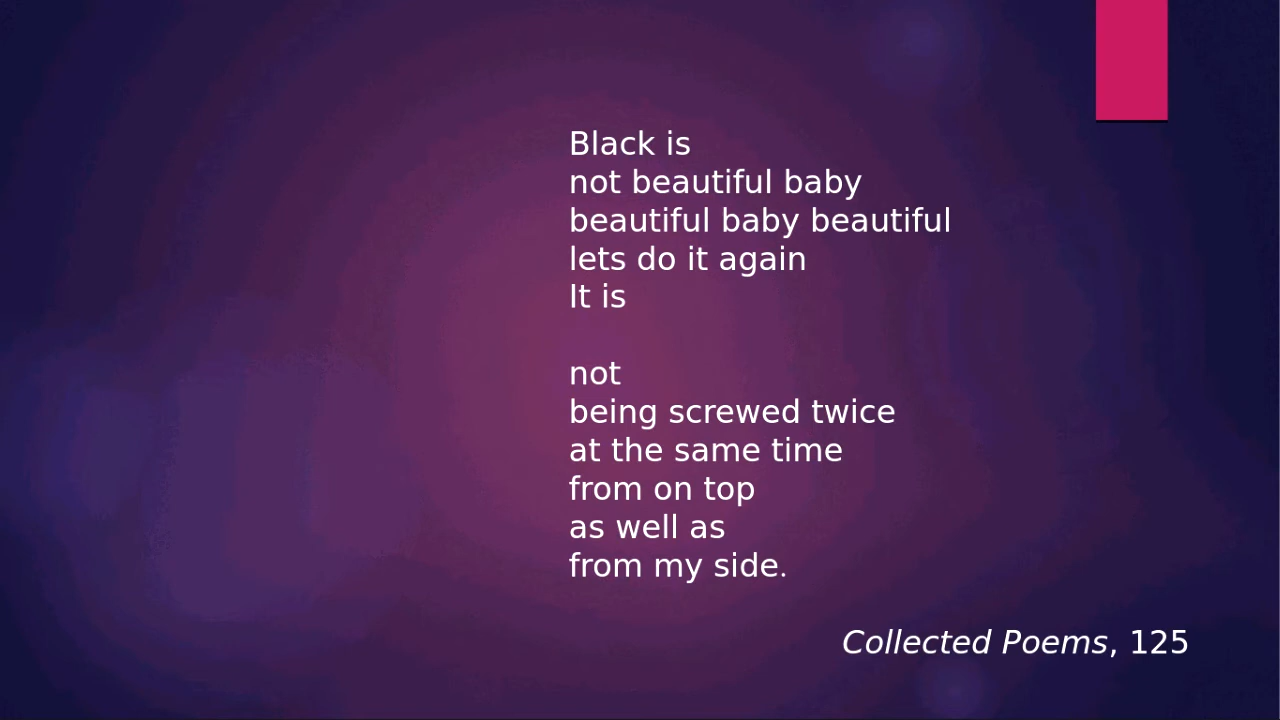 Black is
not beautiful baby
beautiful baby beautiful
lets do it again
It is
not
being screwed twice
at the same time
from on top
as well as
from my side.
Collected Poems, 125